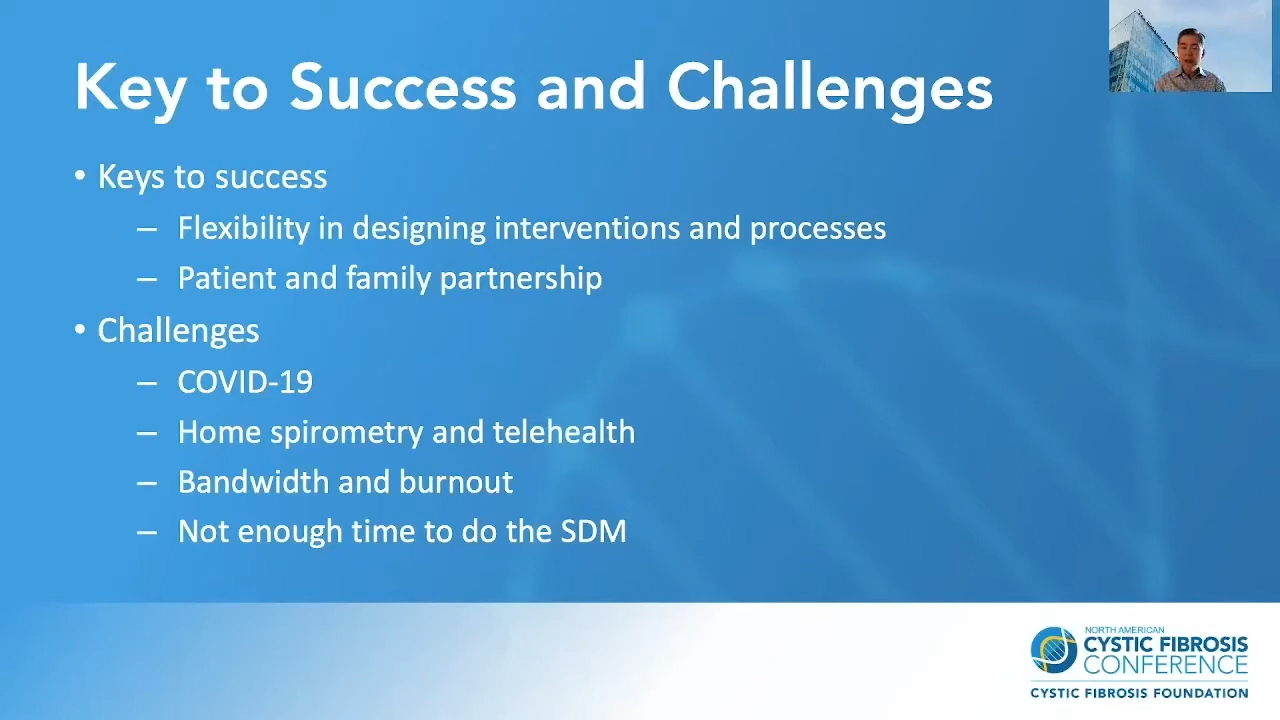 Key to Success and Challenges
• Keys to success
– Flexibility in designing interventions and processes
– Patient and family partnership
• Challenges
– COVID-19
– Home spirometry and telehealth
– Bandwidth and burnout
– Not enough time to do the SDM
NORTH AMERICAN
CYSTIC FIBROSIS
CONFERENCE
CYSTIC FIBROSIS FOUNDATION